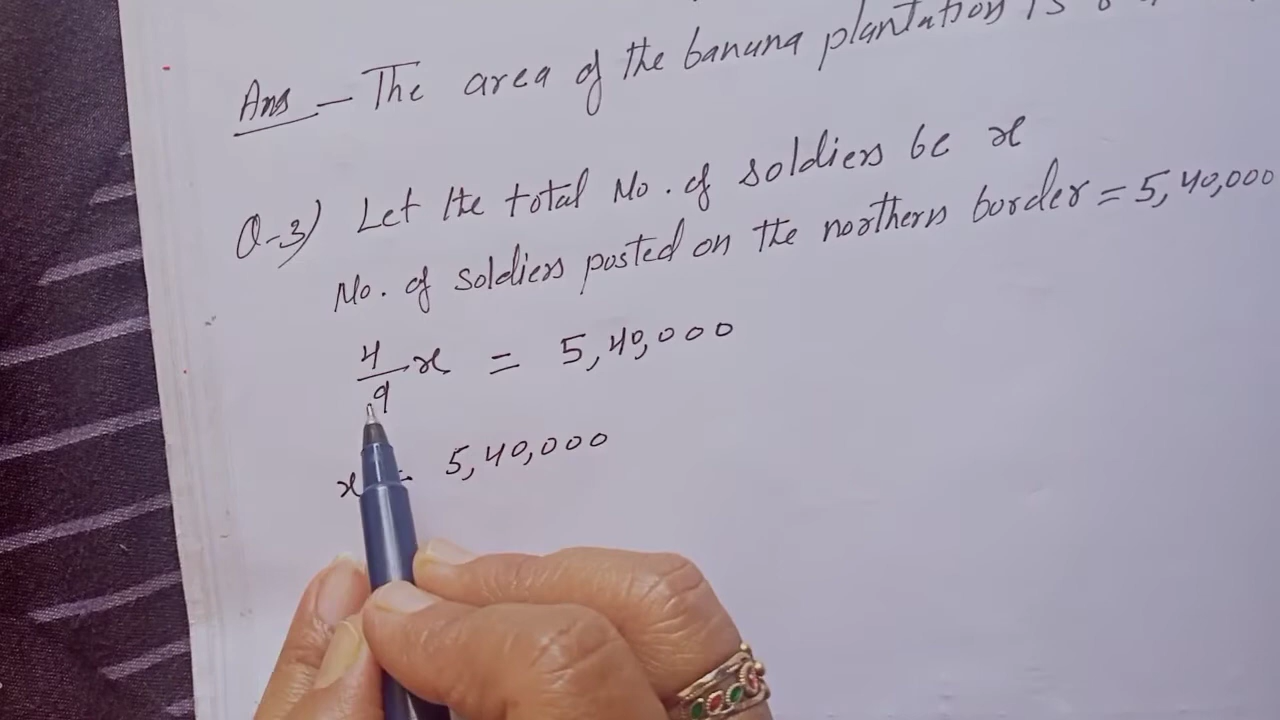 Ans - The area of the banana plantation is
Q-3) Let the total No. of soldiers be x
No. of soldiers posted on the northern border = 5,40,000
4/9 x = 5,40,000
x = 5,40,000